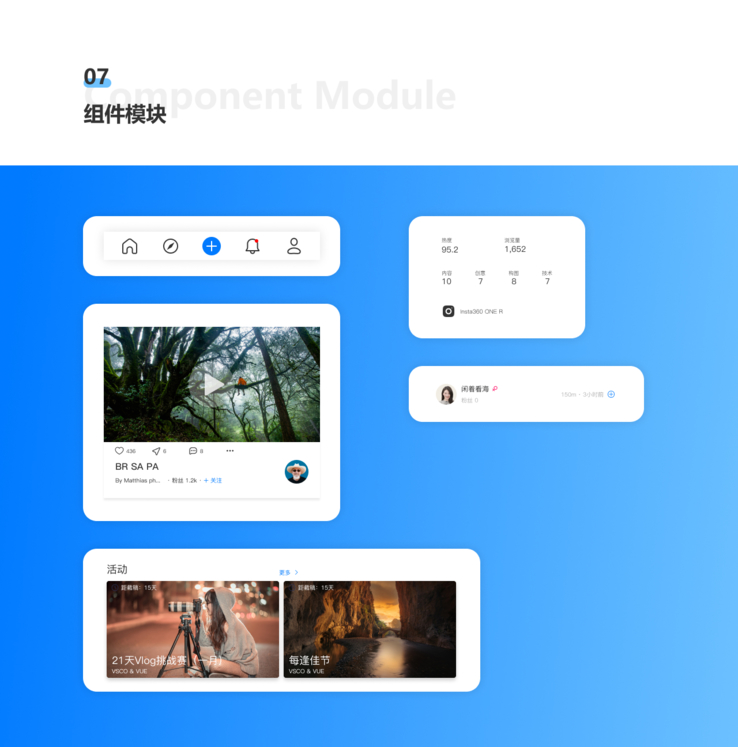 07
Component Module
组件模块
热度
浏览量
95.2
1,652
内容
创意
构图
技术
10
7
8
7
Insta360 ONE R
闲着看海
粉丝 0
150m · 3小时前
436
6
8
BR SA PA
By Matthias ph... · 粉丝 1.2k · + 关注
活动
更多
距截稿：15天
21天Vlog挑战赛（一月）
VSCO & VUE
距截稿：15天
每逢佳节
VSCO & VUE